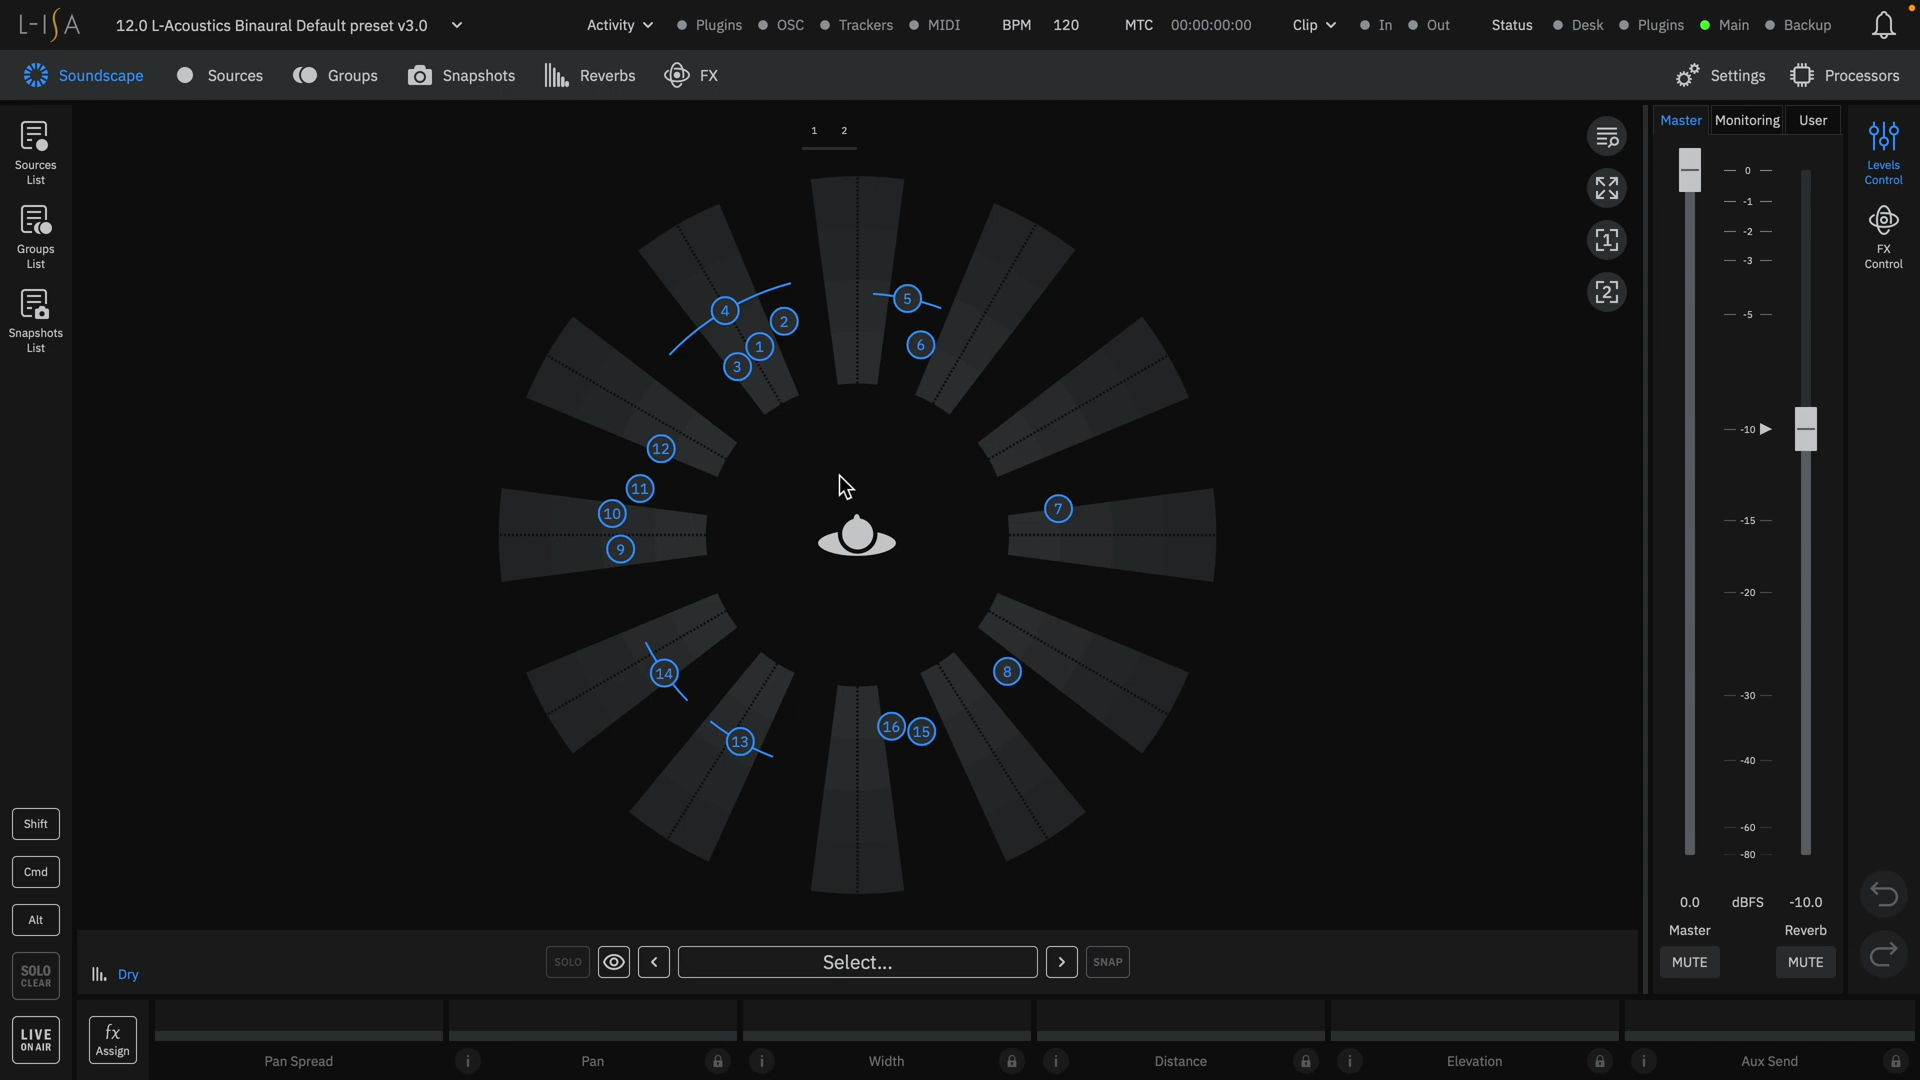 L-ISA 12.0 L-Acoustics Binaural Default preset v3.0 Activity Plugins OSC Trackers MIDI BPM 120 MTC 00:00:00:00 Clip In Out Status Desk Plugins Main Backup
Soundscape Sources Groups Snapshots Reverbs FX Settings Processors
Sources
List
Groups
List
Snapshots
List
Shift
Cmd
Alt
SOLO
CLEAR
LIVE
ON AIR
1 2
1
2
4
2
5
1
6
3
12
11
7
10
9
14
8
16
15
13
Master Monitoring User
0
-1
-2
-3
-5
-10
-15
-20
-30
-40
-60
-80
0.0 dBFS -10.0
Master Reverb
MUTE MUTE
Levels
Control
FX
Control
Dry
SOLO < Select... > SNAP
fx
Assign
Pan Spread i Pan i Width i Distance i Elevation i Aux Send